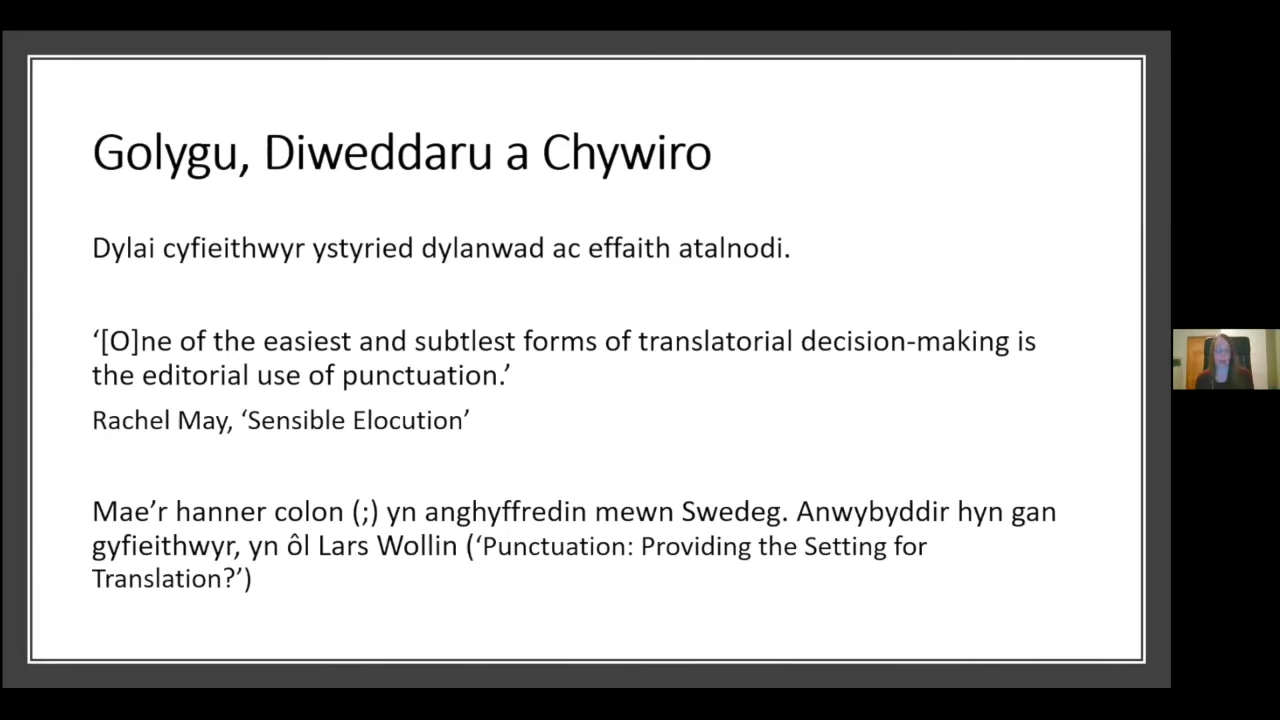 Golygu, Diweddaru a Chywiro
Dylai cyfieithwyr ystyried dylanwad ac effaith atalnodi.
‘[O]ne of the easiest and subtlest forms of translatorial decision-making is
the editorial use of punctuation.’
Rachel May, ‘Sensible Elocution’
Mae’r hanner colon (;) yn anghyffredin mewn Swedeg. Anwybyddir hyn gan
gyfieithwyr, yn ôl Lars Wollin (‘Punctuation: Providing the Setting for
Translation?’)